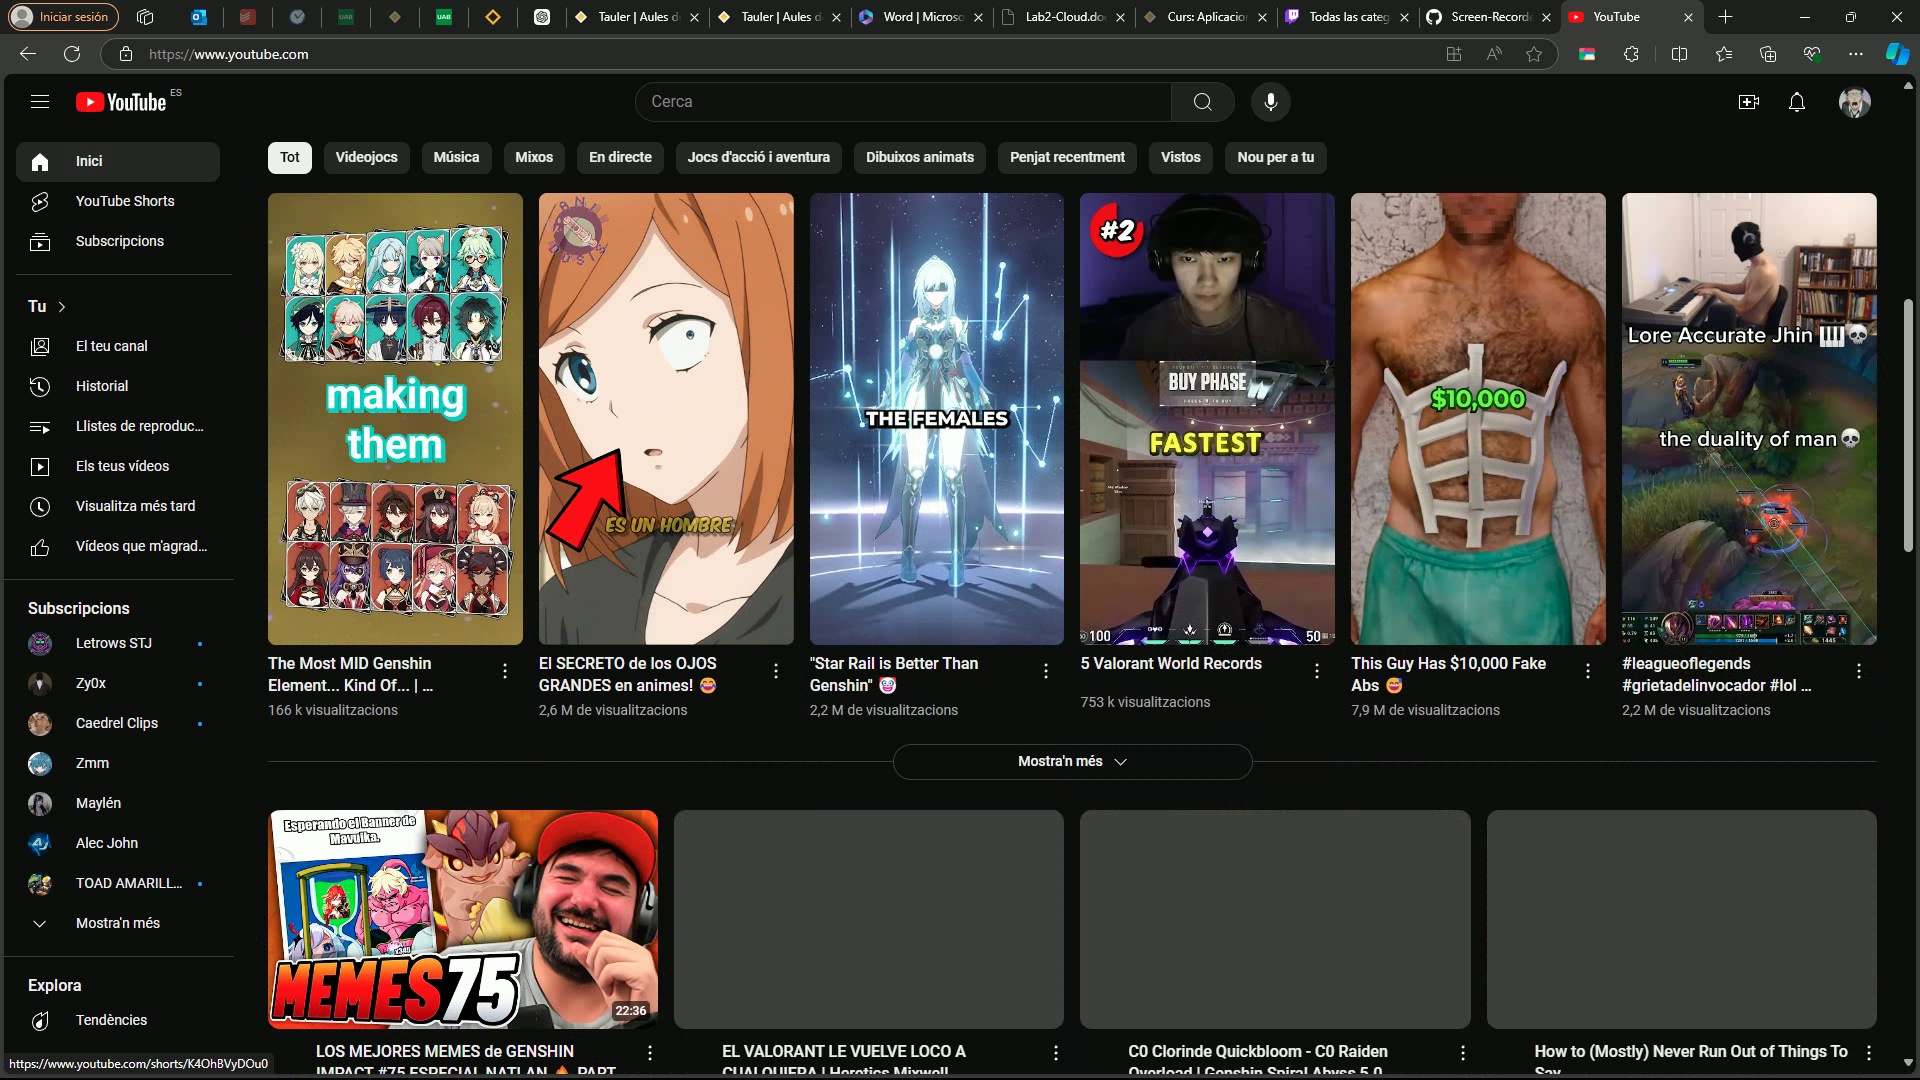 Iniciar sesión
Tauler | Aules de
Tauler | Aules de
Word | Microso
Lab2-Cloud.do
Curs: Aplicacion
Todas las categ
Screen-Recorde
YouTube
https://www.youtube.com
YouTube ES
Cerca
Inici
YouTube Shorts
Subscripcions
Tu
El teu canal
Historial
Llistes de reproduc...
Els teus vídeos
Visualitza més tard
Vídeos que m'agrad...
Subscripcions
Letrows STJ
Zy0x
Caedrel Clips
Zmm
Maylén
Alec John
TOAD AMARILL...
Mostra'n més
Explora
Tendències
https://www.youtube.com/shorts/K4OhBVyDOu0
Tot
Videojocs
Música
Mixos
En directe
Jocs d'acció i aventura
Dibuixos animats
Penjat recentment
Vistos
Nou per a tu
making
them
The Most MID Genshin
Element... Kind Of... | ...
166 k visualitzacions
ES UN HOMBRE
El SECRETO de los OJOS
GRANDES en animes! 😂
2,6 M de visualitzacions
THE FEMALES
"Star Rail is Better Than
Genshin" 🤡
2,2 M de visualitzacions
#2
BUY PHASE
FASTEST
100
50
5 Valorant World Records
753 k visualitzacions
$10,000
This Guy Has $10,000 Fake
Abs 😅
7,9 M de visualitzacions
Lore Accurate Jhin 🎹💀
the duality of man💀
#leagueoflegends
#grietadelinvocador #lol ...
2,2 M de visualitzacions
Mostra'n més
Esperando el Banner de
Mavuika.
MEMES 75
22:36
LOS MEJORES MEMES de GENSHIN
IMPACT #75 ESPECIAL NATLAN 🔥 PART
EL VALORANT LE VUELVE LOCO A
CUALQUIERA | Heretics Mixwell
C0 Clorinde Quickbloom - C0 Raiden
Overload | Genshin Spiral Abyss 5.0
How to (Mostly) Never Run Out of Things To
Say